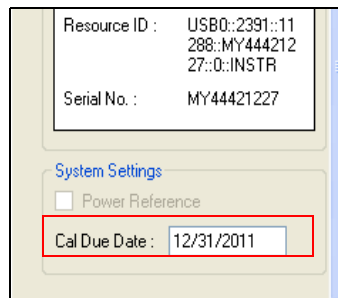 Resource ID : USB0::2391::11
288::MY444212
27::0::INSTR
Serial No. : MY44421227
System Settings
Power Reference
Cal Due Date : 12/31/2011